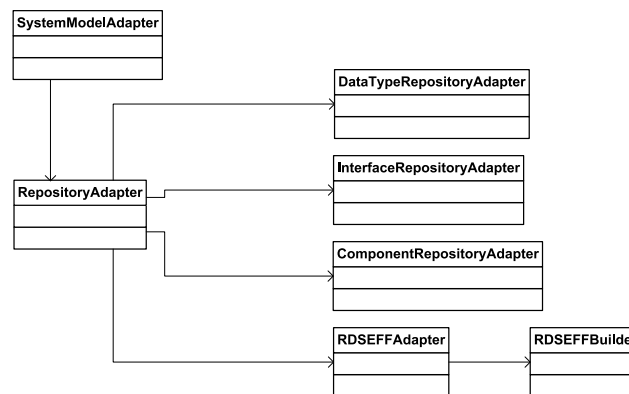 SystemModelAdapter
DataTypeRepositoryAdapter
InterfaceRepositoryAdapter
RepositoryAdapter
ComponentRepositoryAdapter
RDSEFFAdapter
RDSEFFBuilde